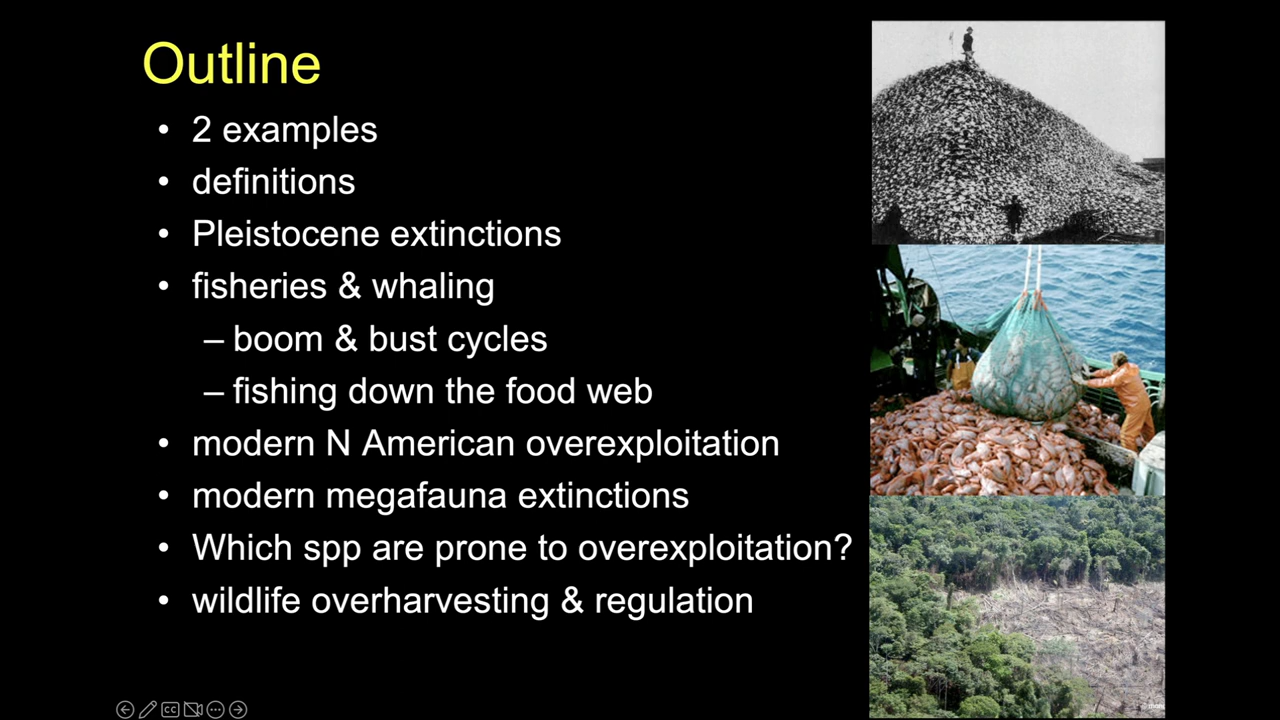 Outline
• 2 examples
• definitions
• Pleistocene extinctions
• fisheries & whaling
– boom & bust cycles
– fishing down the food web
• modern N American overexploitation
• modern megafauna extinctions
• Which spp are prone to overexploitation?
• wildlife overharvesting & regulation
CC